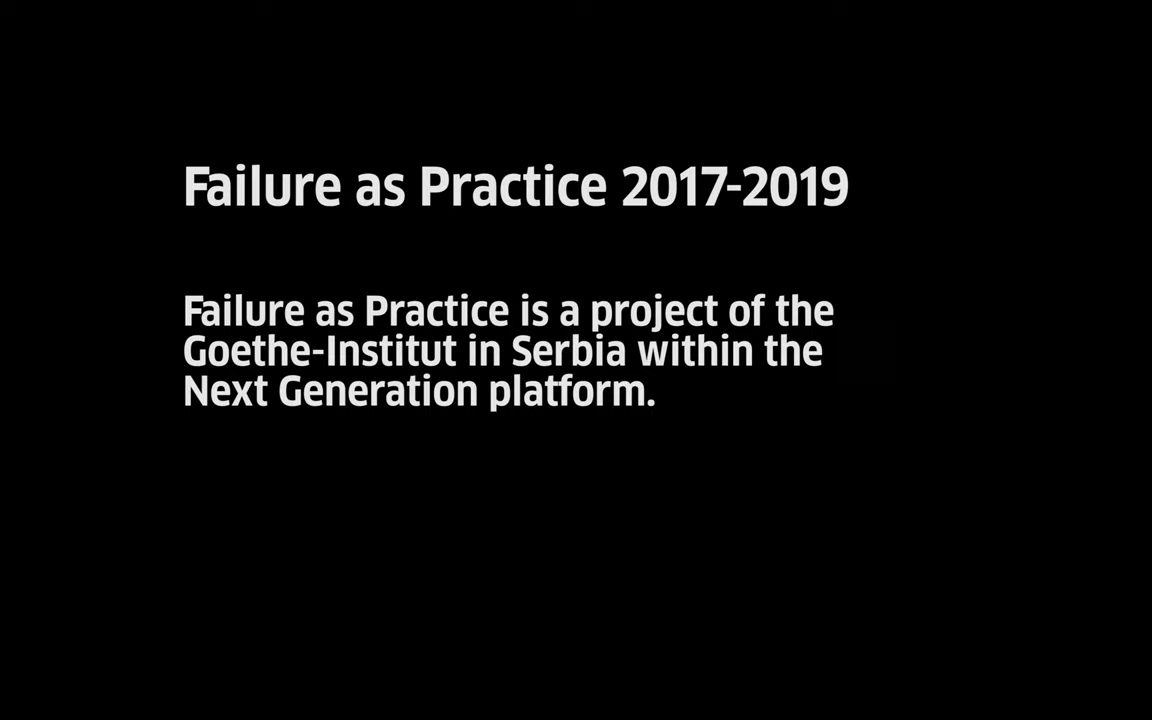 Failure as Practice 2017-2019
Failure as Practice is a project of the
Goethe-Institut in Serbia within the
Next Generation platform.